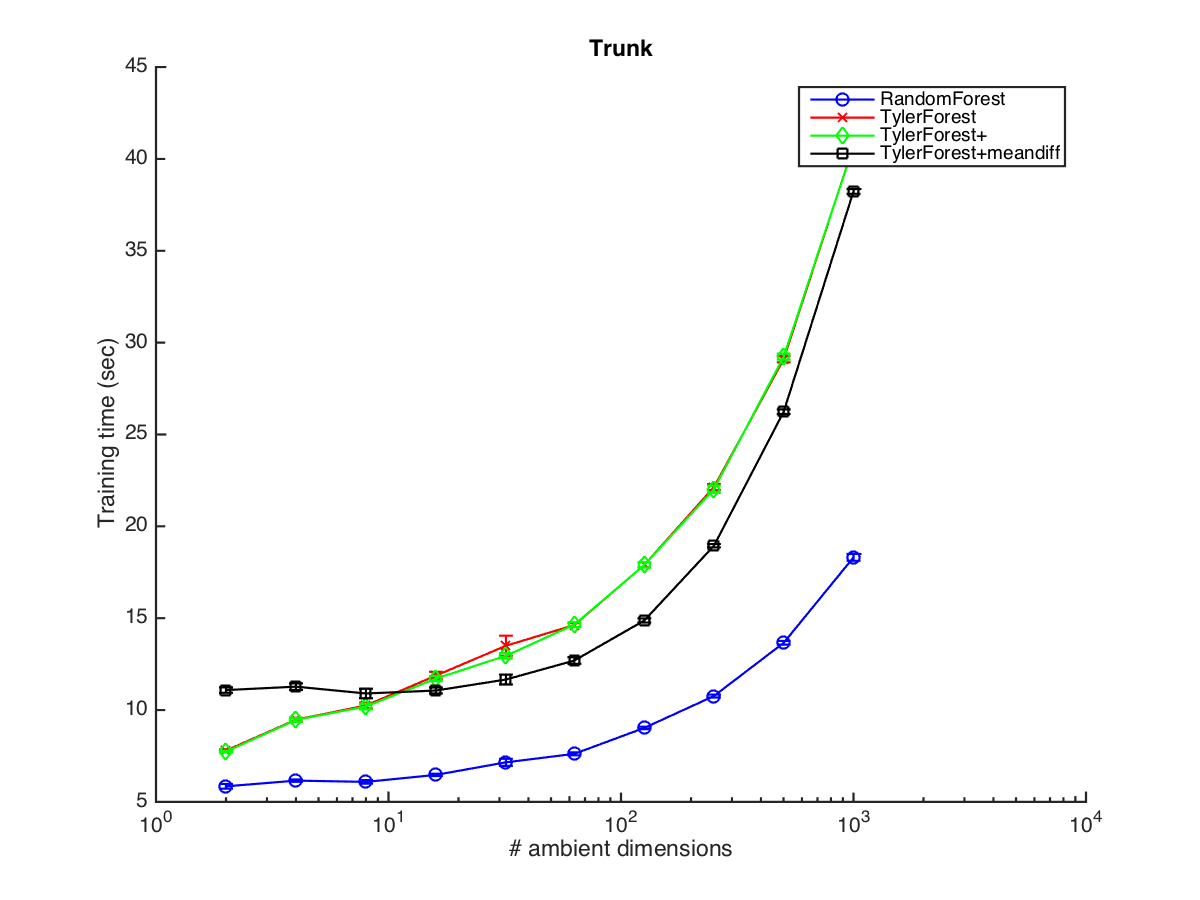 Trunk
RandomForest
TylerForest
TylerForest+
TylerForest+meandiff
45
40
35
30
25
20
15
10
5
Training time (sec)
10^0
10^1
10^2
10^3
10^4
# ambient dimensions